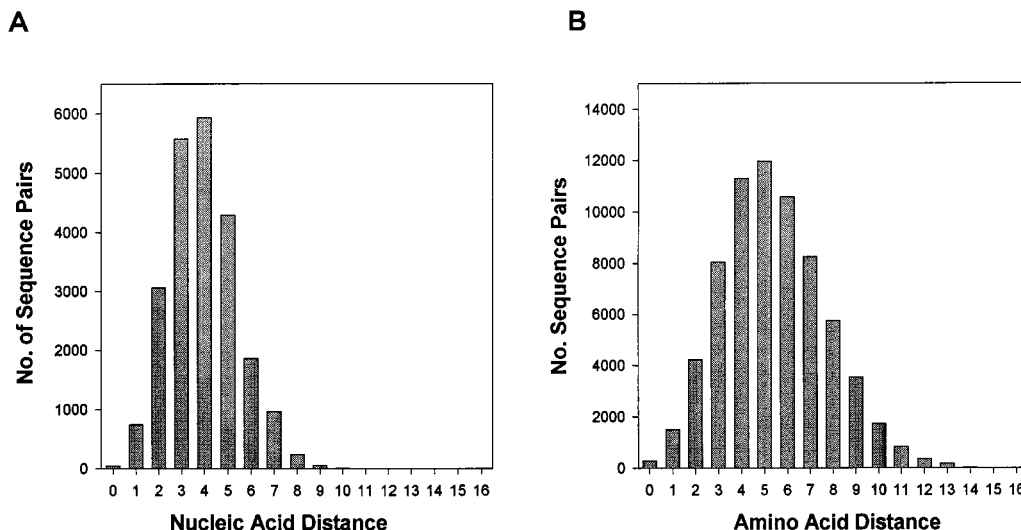 A
B
No. of Sequence Pairs
6000
5000
4000
3000
2000
1000
0
0 1 2 3 4 5 6 7 8 9 10 11 12 13 14 15 16
Nucleic Acid Distance
No. Sequence Pairs
14000
12000
10000
8000
6000
4000
2000
0
0 1 2 3 4 5 6 7 8 9 10 11 12 13 14 15 16
Amino Acid Distance